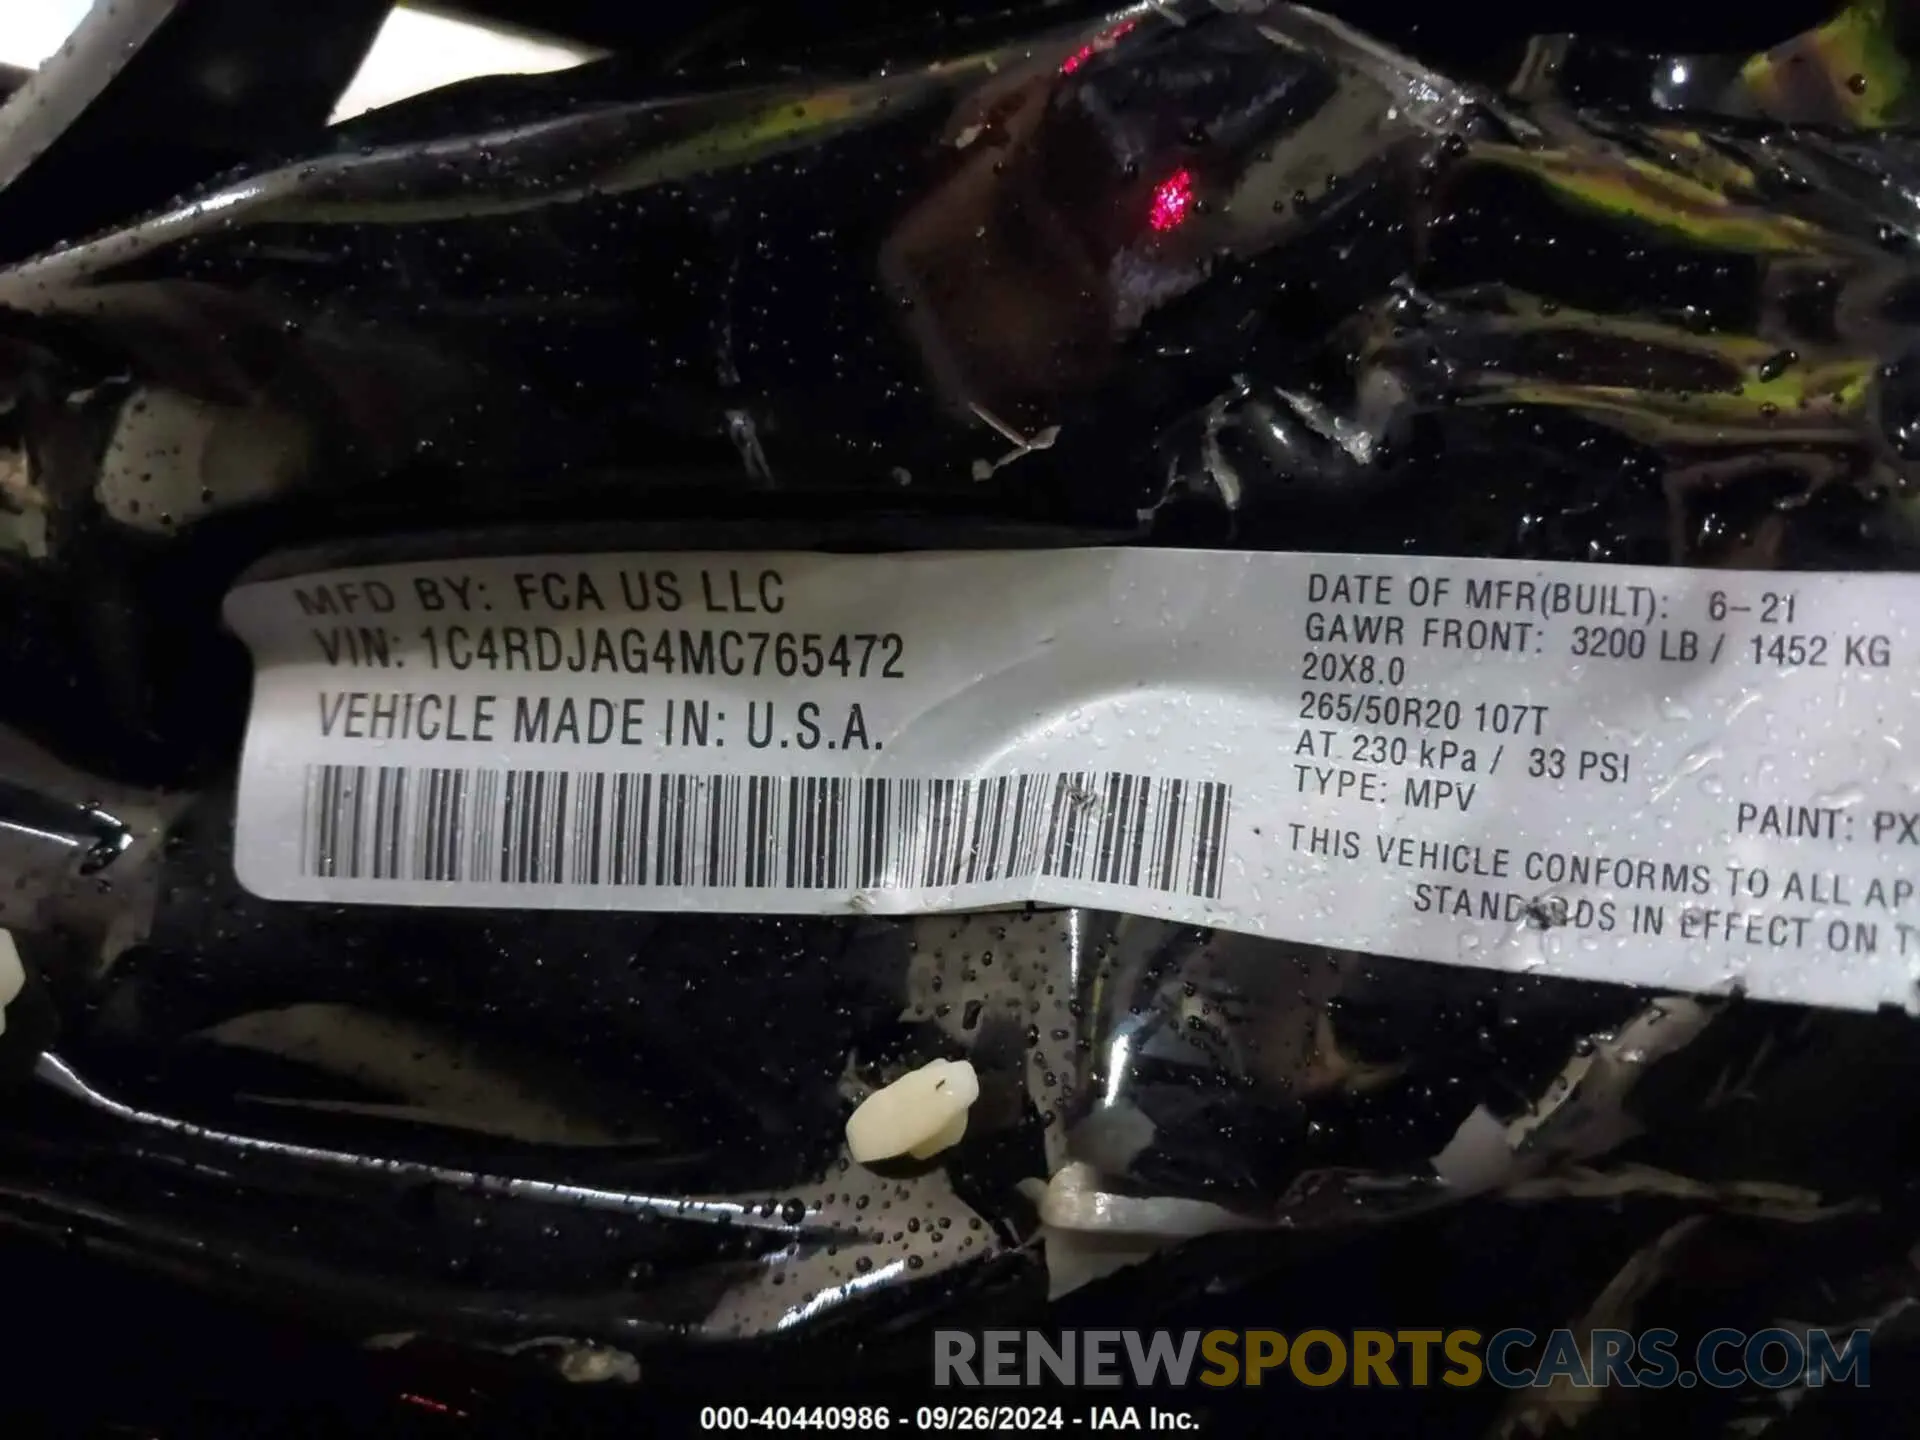 MFD BY: FCA US LLC
VIN: 1C4RDJAG4MC765472
VEHICLE MADE IN: U.S.A.
DATE OF MFR(BUILT): 6-21
GAWR FRONT: 3200 LB / 1452 KG
20X8.0
265/50R20 107T
AT 230 kPa / 33 PSI
TYPE: MPV
PAINT: PX
THIS VEHICLE CONFORMS TO ALL AP
STANDARDS IN EFFECT ON T
RENEWSPORTSCARS.COM
000-40440986 - 09/26/2024 - IAA Inc.